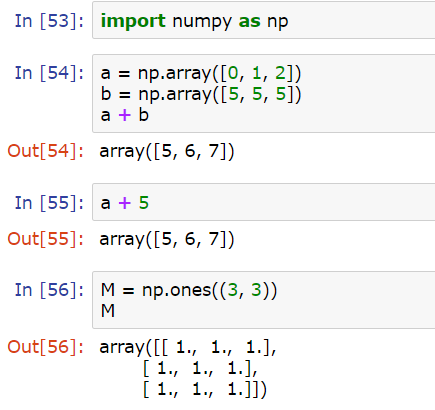 In [53]: import numpy as np
In [54]: a = np.array([0, 1, 2])
b = np.array([5, 5, 5])
a + b
Out[54]: array([5, 6, 7])
In [55]: a + 5
Out[55]: array([5, 6, 7])
In [56]: M = np.ones((3, 3))
M
Out[56]: array([[ 1.,  1.,  1.],
[ 1.,  1.,  1.],
[ 1.,  1.,  1.]])